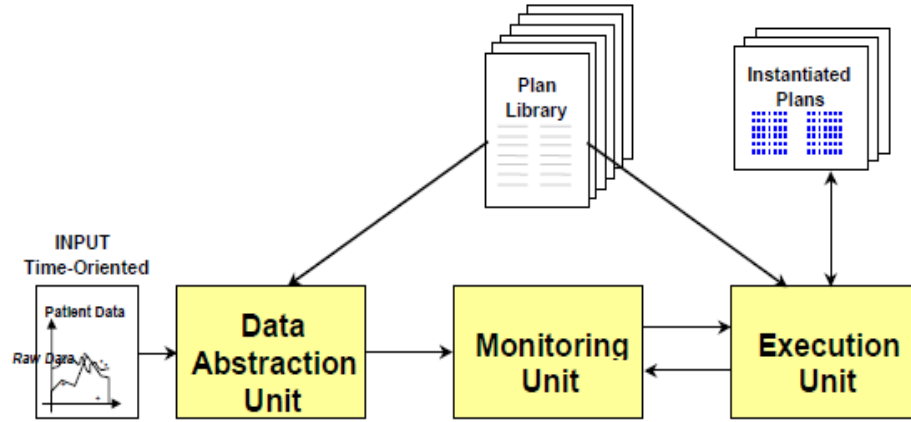 Plan
Library
Instantiated
Plans
INPUT
Time-Oriented
Patient Data
Raw Data
Data
Abstraction
Unit
Monitoring
Unit
Execution
Unit